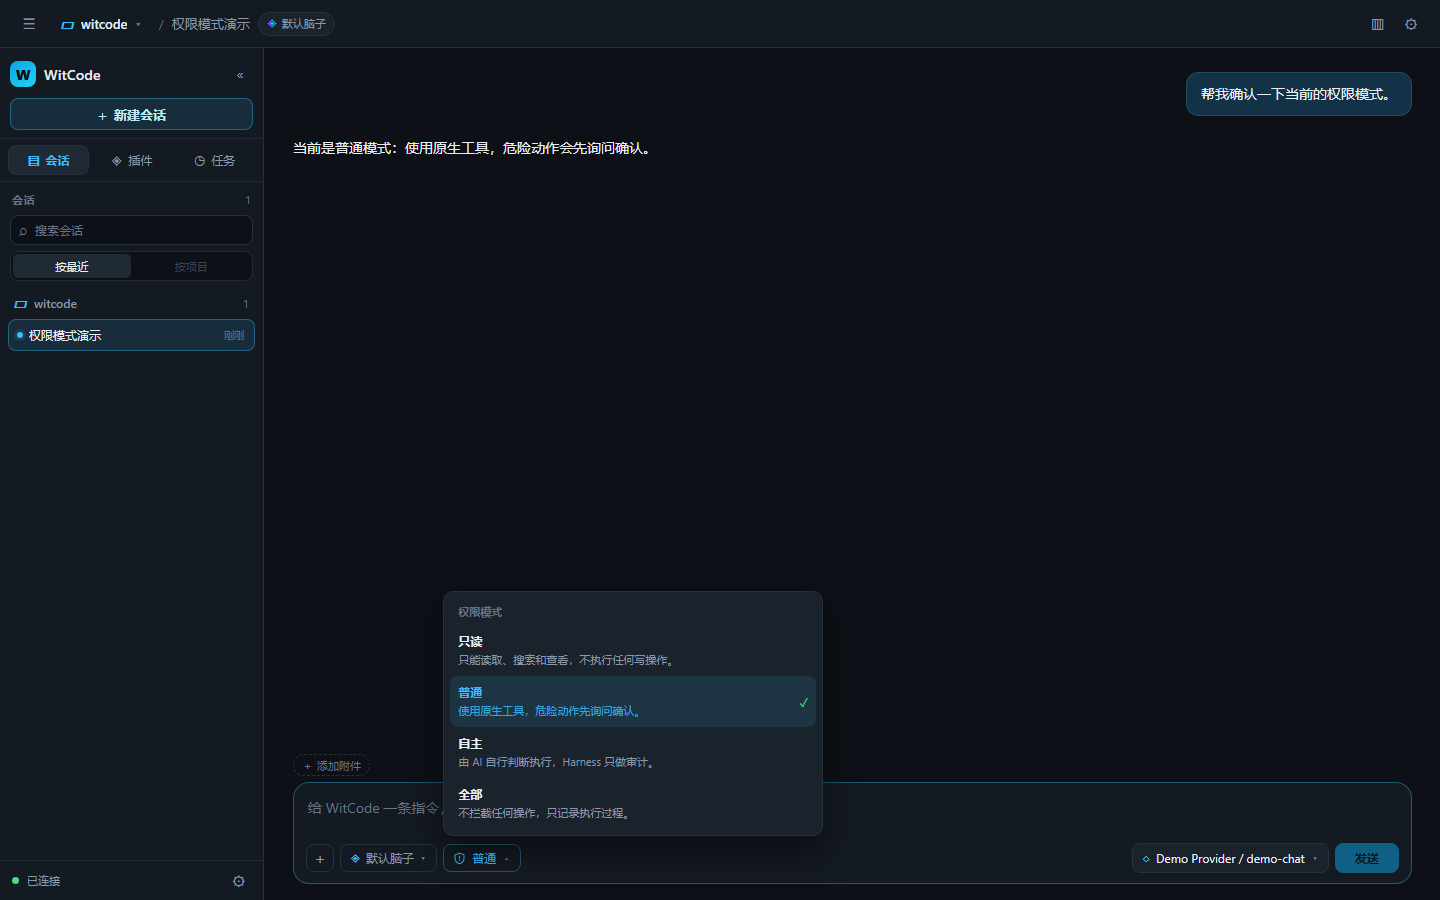 witcode
/ 权限模式演示
默认脑子
W WitCode
«
+ 新建会话
会话
插件
任务
会话 1
搜索会话
按最近
按项目
witcode 1
权限模式演示 刚刚
已连接
帮我确认一下当前的权限模式。
当前是普通模式：使用原生工具，危险动作会先询问确认。
权限模式
只读
只能读取、搜索和查看，不执行任何写操作。
普通
使用原生工具，危险动作先询问确认。
自主
由 AI 自行判断执行，Harness 只做审计。
全部
不拦截任何操作，只记录执行过程。
+ 添加附件
给 WitCode 一条指令，
+
默认脑子
普通
Demo Provider / demo-chat
发送